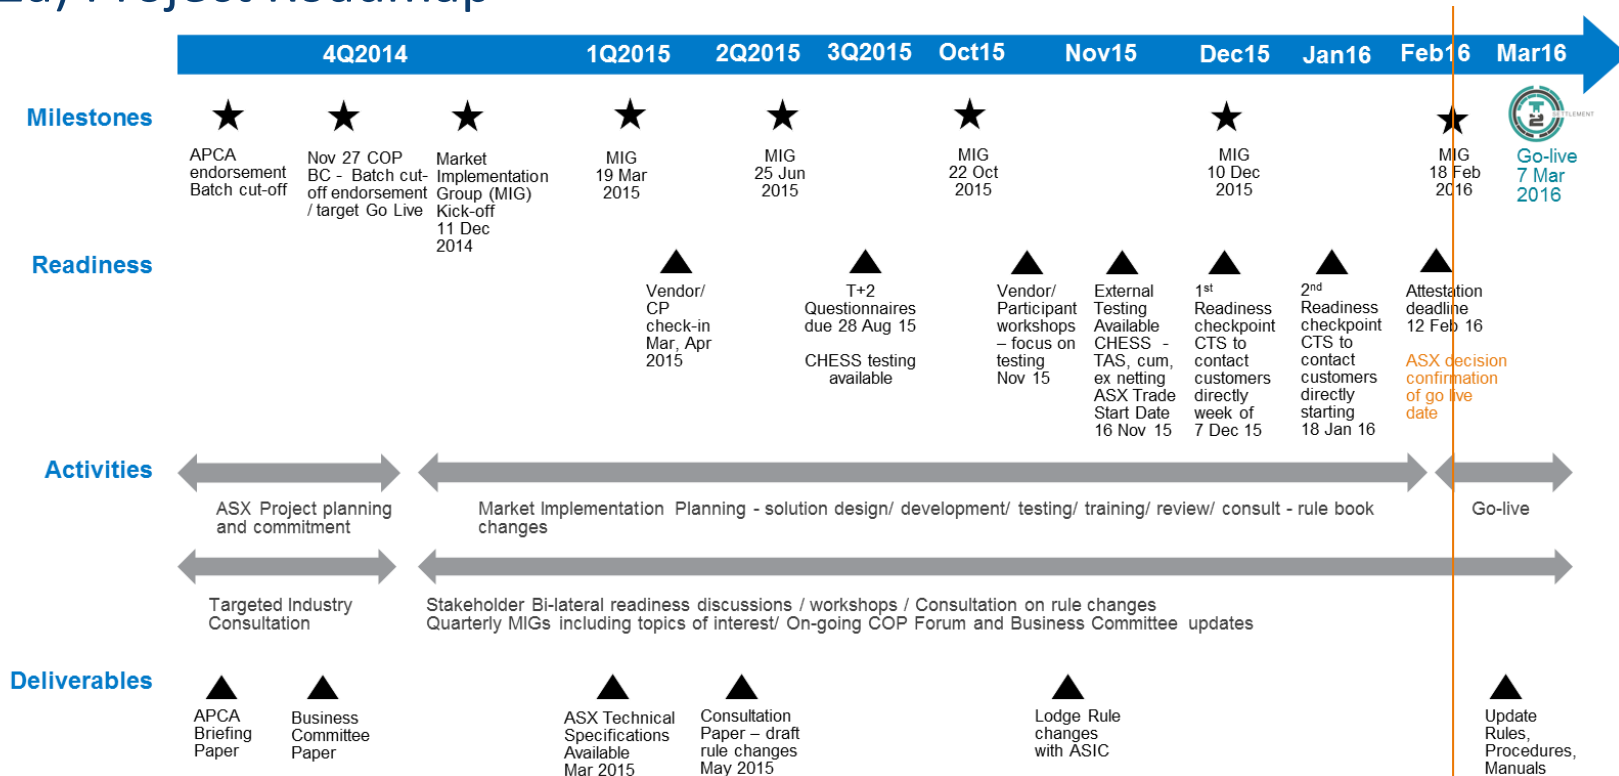 2a) Project Roadmap
4Q2014 1Q2015 2Q2015 3Q2015 Oct15 Nov15 Dec15 Jan16 Feb16 Mar16
Milestones
APCA
endorsement
Batch cut-off
Nov 27 COP
BC - Batch cut-
off endorsement
/ target Go Live
Market
Implementation
Group (MIG)
Kick-off
11 Dec
2014
MIG
19 Mar
2015
MIG
25 Jun
2015
MIG
22 Oct
2015
MIG
10 Dec
2015
MIG
18 Feb
2016
T2
SETTLEMENT
Go-live
7 Mar
2016
Readiness
Vendor/
CP
check-in
Mar, Apr
2015
T+2
Questionnaires
due 28 Aug 15
CHESS testing
available
Vendor/
Participant
workshops
– focus on
testing
Nov 15
External
Testing
Available
CHESS -
TAS, cum,
ex netting
ASX Trade
Start Date
16 Nov 15
1st
Readiness
checkpoint
CTS to
contact
customers
directly
week of
7 Dec 15
2nd
Readiness
checkpoint
CTS to
contact
customers
directly
starting
18 Jan 16
Attestation
deadline
12 Feb 16
ASX decision
confirmation
of go live
date
Activities
ASX Project planning
and commitment
Market Implementation Planning - solution design/ development/ testing/ training/ review/ consult - rule book
changes
Go-live
Targeted Industry
Consultation
Stakeholder Bi-lateral readiness discussions / workshops / Consultation on rule changes
Quarterly MIGs including topics of interest/ On-going COP Forum and Business Committee updates
Deliverables
APCA
Briefing
Paper
Business
Committee
Paper
ASX Technical
Specifications
Available
Mar 2015
Consultation
Paper – draft
rule changes
May 2015
Lodge Rule
changes
with ASIC
Update
Rules,
Procedures,
Manuals